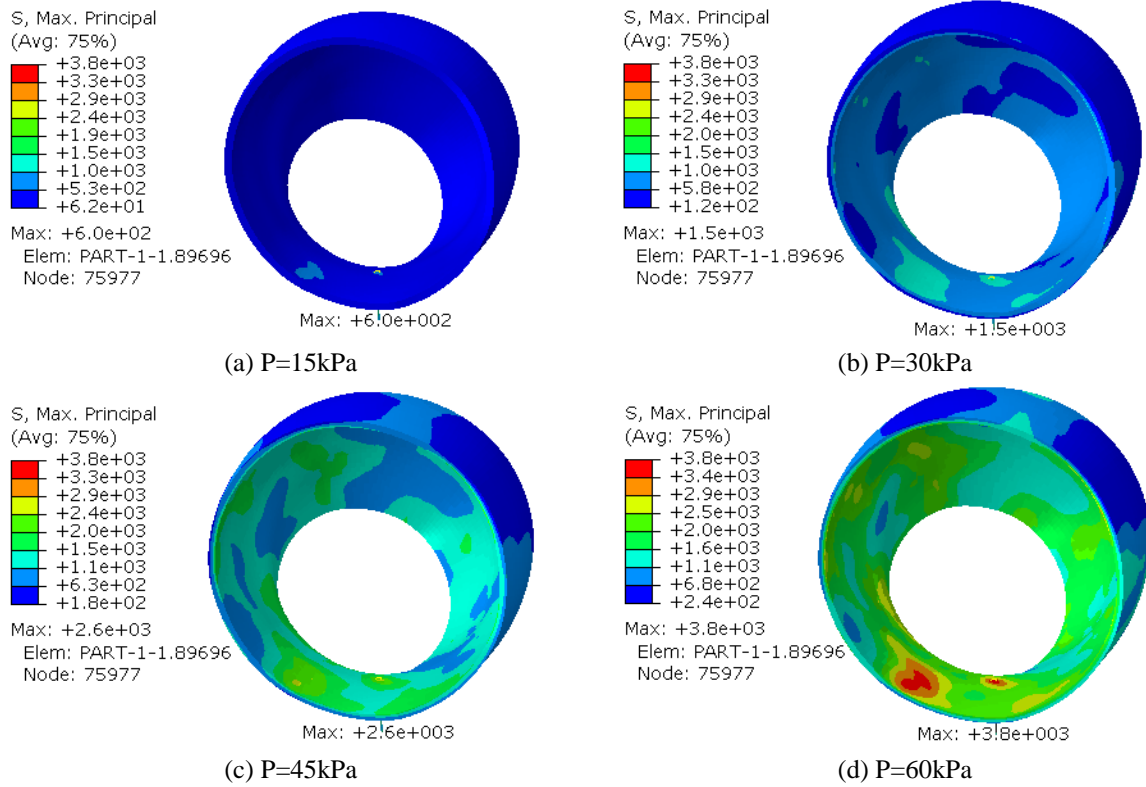 S, Max. Principal
(Avg: 75%)
+3.8e+03
+3.3e+03
+2.9e+03
+2.4e+03
+1.9e+03
+1.5e+03
+1.0e+03
+5.3e+02
+6.2e+01
Max: +6.0e+02
Elem: PART-1-1.89696
Node: 75977
Max: +6.0e+002
(a) P=15kPa
S, Max. Principal
(Avg: 75%)
+3.8e+03
+3.3e+03
+2.9e+03
+2.4e+03
+2.0e+03
+1.5e+03
+1.0e+03
+5.8e+02
+1.2e+02
Max: +1.5e+03
Elem: PART-1-1.89696
Node: 75977
Max: +1.5e+003
(b) P=30kPa
S, Max. Principal
(Avg: 75%)
+3.8e+03
+3.3e+03
+2.9e+03
+2.4e+03
+2.0e+03
+1.5e+03
+1.1e+03
+6.3e+02
+1.8e+02
Max: +2.6e+03
Elem: PART-1-1.89696
Node: 75977
Max: +2.6e+003
(c) P=45kPa
S, Max. Principal
(Avg: 75%)
+3.8e+03
+3.4e+03
+2.9e+03
+2.5e+03
+2.0e+03
+1.6e+03
+1.1e+03
+6.8e+02
+2.4e+02
Max: +3.8e+03
Elem: PART-1-1.89696
Node: 75977
Max: +3.8e+003
(d) P=60kPa